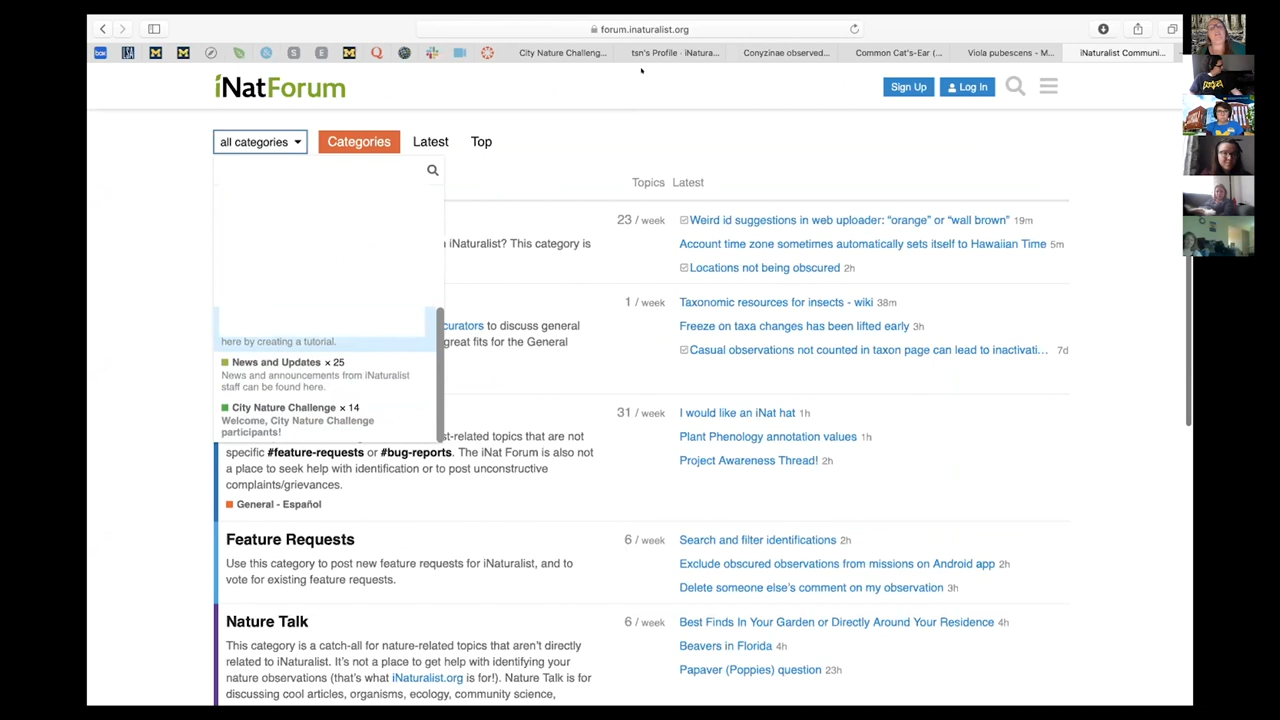 forum.inaturalist.org
City Nature Challeng...
tsn's Profile · iNatura...
Conyzinae observed...
Common Cat's-Ear (...
Viola pubescens - M...
iNaturalist Communi...
iNatForum
Sign Up
Log In
all categories
Categories
Latest
Top
Topics
Latest
23 / week
Weird id suggestions in web uploader: “orange” or “wall brown” 19m
iNaturalist? This category is
Account time zone sometimes automatically sets itself to Hawaiian Time 5m
Locations not being obscured 2h
1 / week
Taxonomic resources for insects - wiki 38m
curators to discuss general
Freeze on taxa changes has been lifted early 3h
great fits for the General
here by creating a tutorial.
Casual observations not counted in taxon page can lead to inactivati... 7d
News and Updates × 25
News and announcements from iNaturalist
staff can be found here.
City Nature Challenge × 14
Welcome, City Nature Challenge
participants!
31 / week
I would like an iNat hat 1h
st-related topics that are not
Plant Phenology annotation values 1h
specific #feature-requests or #bug-reports. The iNat Forum is also not
Project Awareness Thread! 2h
a place to seek help with identification or to post unconstructive
complaints/grievances.
General - Español
Feature Requests
6 / week
Search and filter identifications 2h
Use this category to post new feature requests for iNaturalist, and to
vote for existing feature requests.
Exclude obscured observations from missions on Android app 2h
Delete someone else’s comment on my observation 3h
Nature Talk
6 / week
Best Finds In Your Garden or Directly Around Your Residence 4h
This category is a catch-all for nature-related topics that aren’t directly
Beavers in Florida 4h
related to iNaturalist. It’s not a place to get help with identifying your
Papaver (Poppies) question 23h
nature observations (that’s what iNaturalist.org is for!). Nature Talk is for
discussing cool articles, organisms, ecology, community science,